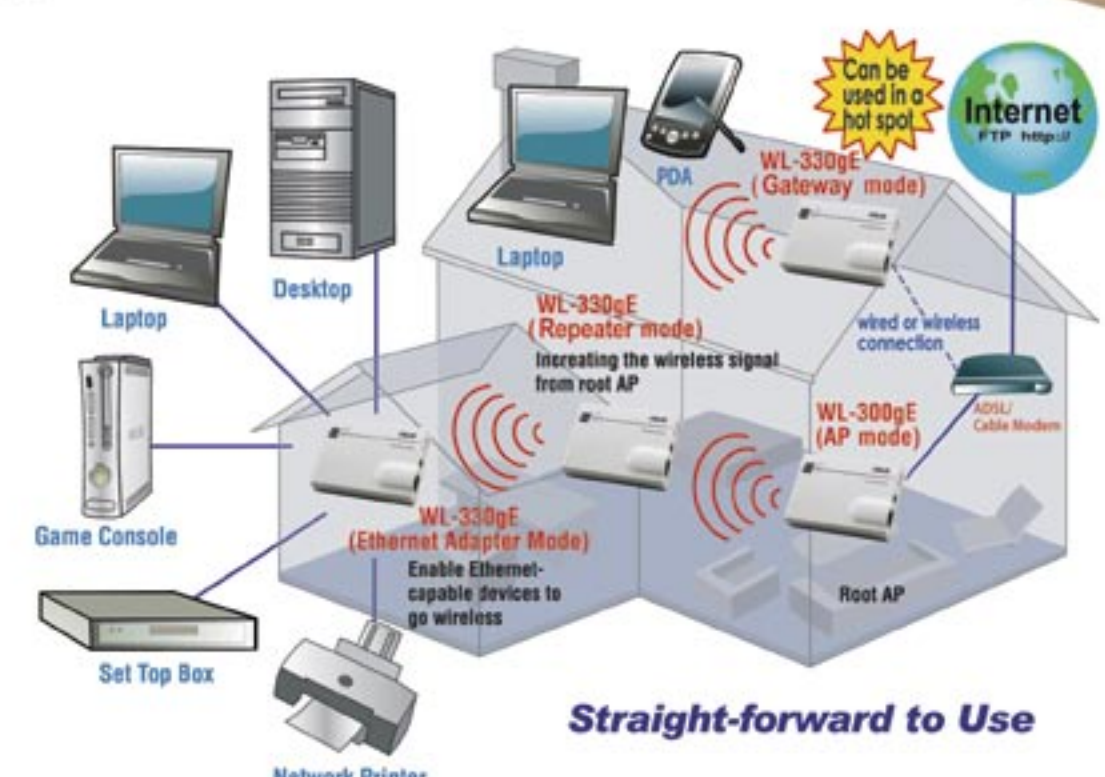 Can be
used in a
hot spot
Internet
FTP http://
PDA
WL-330gE
(Gateway mode)
Laptop
Desktop
Laptop
WL-330gE
(Repeater mode)
Increating the wireless signal
from root AP
wired or wireless
connection
WL-300gE
(AP mode)
ADSL/
Cable Modem
Game Console
WL-330gE
(Ethernet Adapter Mode)
Enable Ethernet-
capable devices to
go wireless
Root AP
Set Top Box
Straight-forward to Use
Network Printer